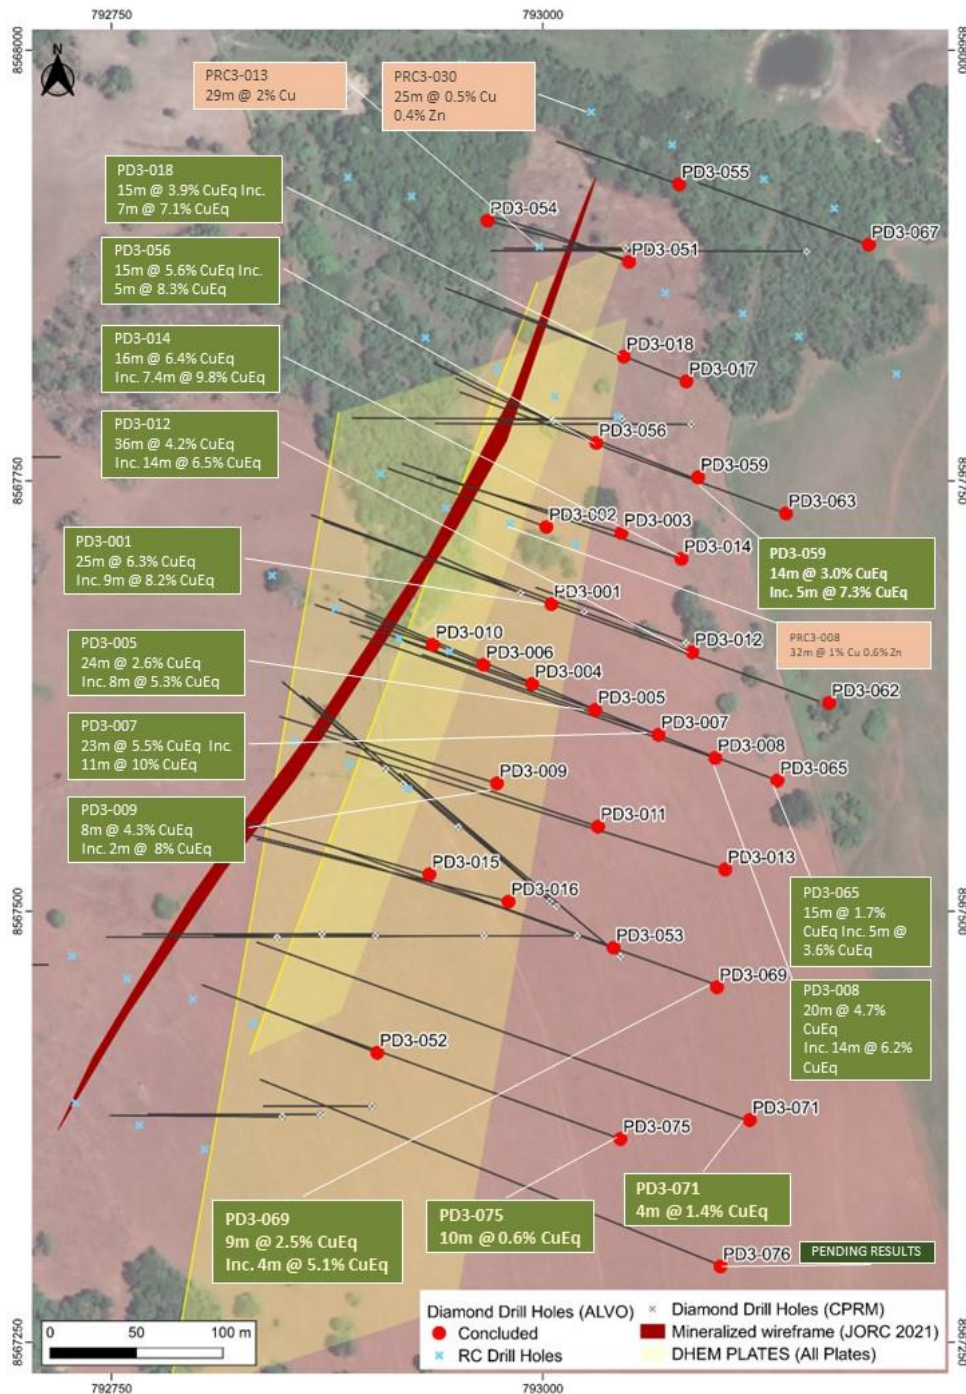 792750
793000
8568000
8568000
N
PRC3-013
29m @ 2% Cu
PRC3-030
25m @ 0.5% Cu
0.4% Zn
PD3-018
15m @ 3.9% CuEq Inc.
7m @ 7.1% CuEq
PD3-055
PD3-054
PD3-067
PD3-051
PD3-056
15m @ 5.6% CuEq Inc.
5m @ 8.3% CuEq
PD3-014
16m @ 6.4% CuEq
Inc. 7.4m @ 9.8% CuEq
PD3-018
PD3-017
PD3-012
36m @ 4.2% CuEq
Inc. 14m @ 6.5% CuEq
PD3-056
PD3-059
8567750
8567750
PD3-063
PD3-002
PD3-003
PD3-014
PD3-001
25m @ 6.3% CuEq
Inc. 9m @ 8.2% CuEq
PD3-059
14m @ 3.0% CuEq
Inc. 5m @ 7.3% CuEq
PD3-001
PD3-010
PD3-012
PRC3-008
32m @ 1% Cu 0.6% Zn
PD3-005
24m @ 2.6% CuEq
Inc. 8m @ 5.3% CuEq
PD3-006
PD3-004
PD3-005
PD3-062
PD3-007
23m @ 5.5% CuEq Inc.
11m @ 10% CuEq
PD3-007
PD3-008
PD3-065
PD3-009
PD3-009
8m @ 4.3% CuEq
Inc. 2m @ 8% CuEq
PD3-011
PD3-013
PD3-015
PD3-016
PD3-065
15m @ 1.7%
CuEq Inc. 5m @
3.6% CuEq
8567500
8567500
PD3-053
PD3-069
PD3-008
20m @ 4.7%
CuEq
Inc. 14m @ 6.2%
CuEq
PD3-052
PD3-071
PD3-075
PD3-071
4m @ 1.4% CuEq
PD3-069
9m @ 2.5% CuEq
Inc. 4m @ 5.1% CuEq
PD3-075
10m @ 0.6% CuEq
PD3-076
PENDING RESULTS
Diamond Drill Holes (ALVO)
Concluded
RC Drill Holes
Diamond Drill Holes (CPRM)
Mineralized wireframe (JORC 2021)
DHEM PLATES (All Plates)
0 50 100 m
8567250
8567250
792750
793000